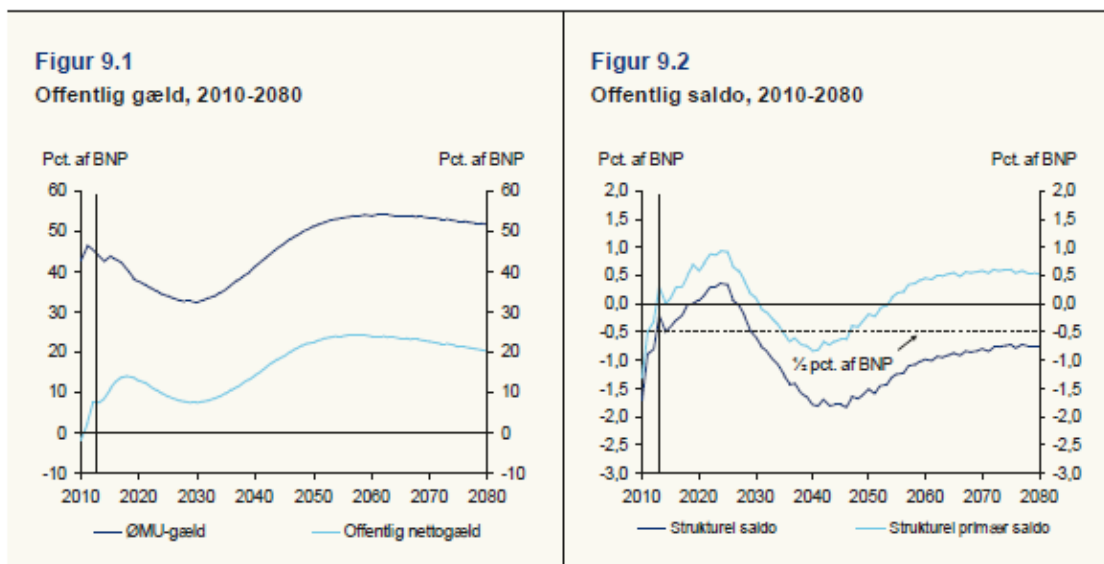 Figur 9.1
Offentlig gæld, 2010-2080
Pct. af BNP Pct. af BNP
60 60
50 50
40 40
30 30
20 20
10 10
0 0
-10 -10
2010 2020 2030 2040 2050 2060 2070 2080
ØMU-gæld Offentlig nettogæld
Figur 9.2
Offentlig saldo, 2010-2080
Pct. af BNP Pct. af BNP
2,0 2,0
1,5 1,5
1,0 1,0
0,5 0,5
0,0 0,0
-0,5 -0,5
½ pct. af BNP
-1,0 -1,0
-1,5 -1,5
-2,0 -2,0
-2,5 -2,5
-3,0 -3,0
2010 2020 2030 2040 2050 2060 2070 2080
Strukturel saldo Strukturel primær saldo